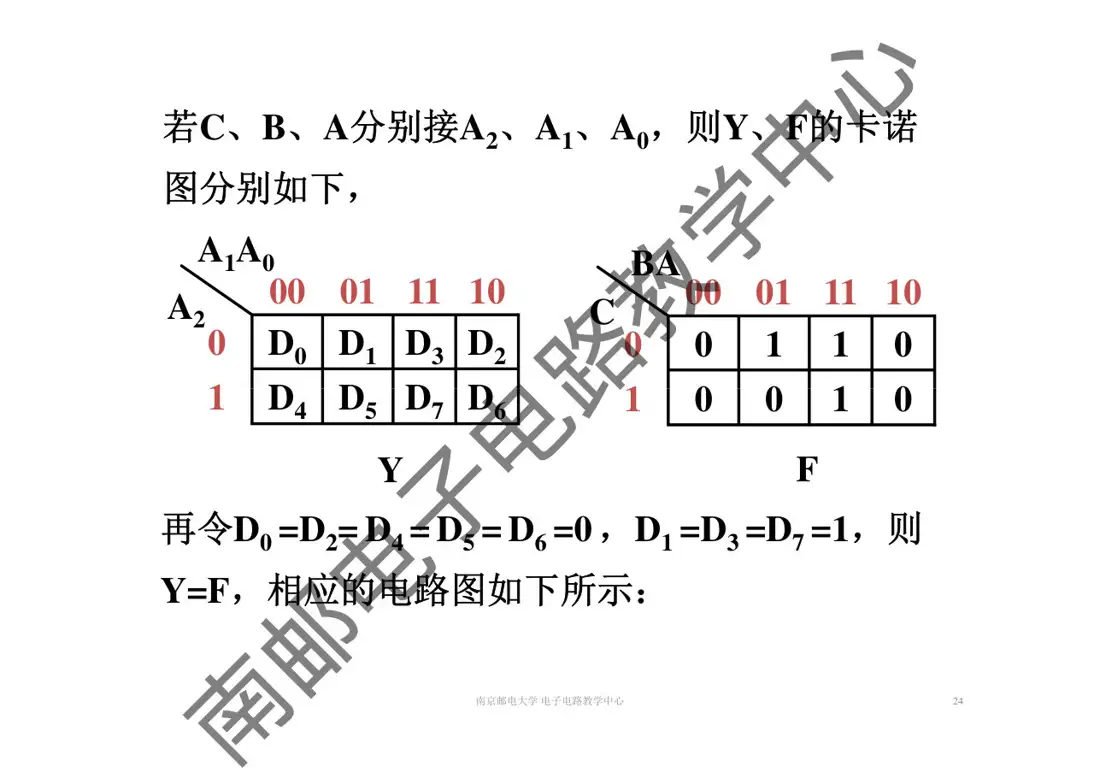 若C、B、A分别接A₂、A₁、A₀，则Y、F的卡诺
图分别如下，
A₁A₀
A₂
00 01 11 10
0 D₀ D₁ D₃ D₂
1 D₄ D₅ D₇ D₆
Y
BA
C
00 01 11 10
0 0 1 1 0
1 0 0 1 0
F
再令D₀=D₂=D₄=D₅=D₆=0，D₁=D₃=D₇=1，则
Y=F，相应的电路图如下所示：
南邮电子电路教学中心
南京邮电大学 电子电路教学中心
24